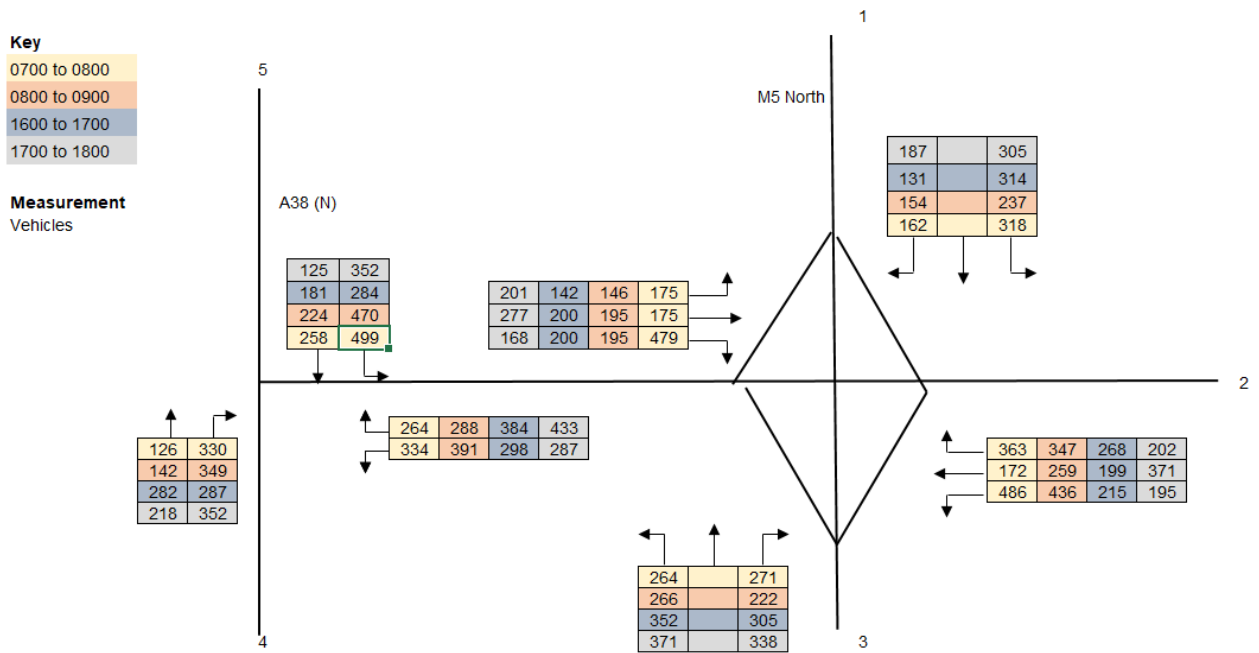 1
Key
0700 to 0800
0800 to 0900
1600 to 1700
1700 to 1800
5
M5 North
Measurement
Vehicles
A38 (N)
187 305
131 314
154 237
162 318
125 352
181 284
224 470
258 499
201 142 146 175
277 200 195 175
168 200 195 479
2
264 288 384 433
334 391 298 287
126 330
142 349
282 287
218 352
363 347 268 202
172 259 199 371
486 436 215 195
264 271
266 222
352 305
371 338
4
3